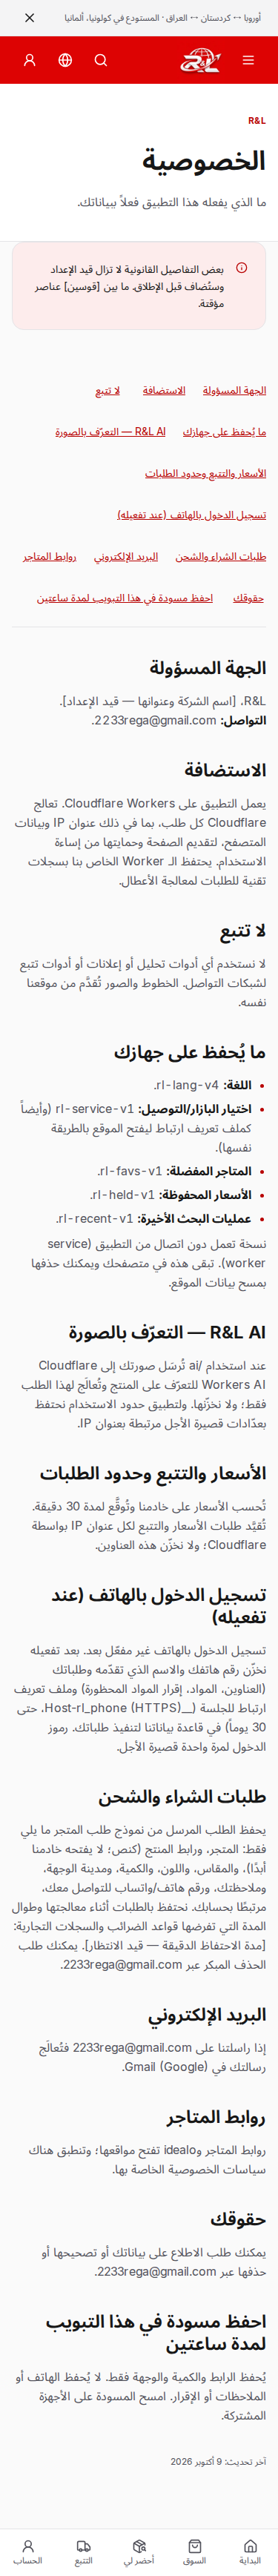 أوروبا ↔ كردستان ↔ العراق · المستودع في كولونيا، ألمانيا
R&L
R&L
الخصوصية
ما الذي يفعله هذا التطبيق فعلاً ببياناتك.
بعض التفاصيل القانونية لا تزال قيد الإعداد
وستُضاف قبل الإطلاق. ما بين [قوسين] عناصر
مؤقتة.
الجهة المسؤولة الاستضافة لا تتبع
ما يُحفظ على جهازك R&L AI — التعرّف بالصورة
الأسعار والتتبع وحدود الطلبات
تسجيل الدخول بالهاتف (عند تفعيله)
طلبات الشراء والشحن البريد الإلكتروني روابط المتاجر
حقوقك احفظ مسودة في هذا التبويب لمدة ساعتين
الجهة المسؤولة
R&L، [اسم الشركة وعنوانها — قيد الإعداد].
التواصل: 2233rega@gmail.com.
الاستضافة
يعمل التطبيق على Cloudflare Workers. تعالج
Cloudflare كل طلب، بما في ذلك عنوان IP وبيانات
المتصفح، لتقديم الصفحة وحمايتها من إساءة
الاستخدام. يحتفظ الـ Worker الخاص بنا بسجلات
تقنية للطلبات لمعالجة الأعطال.
لا تتبع
لا نستخدم أي أدوات تحليل أو إعلانات أو أدوات تتبع
لشبكات التواصل. الخطوط والصور تُقدَّم من موقعنا
نفسه.
ما يُحفظ على جهازك
اللغة: rl-lang-v4.
اختيار البازار/التوصيل: rl-service-v1 (وأيضاً
كملف تعريف ارتباط ليفتح الموقع بالطريقة
نفسها).
المتاجر المفضلة: rl-favs-v1.
الأسعار المحفوظة: rl-held-v1.
عمليات البحث الأخيرة: rl-recent-v1.
نسخة تعمل دون اتصال من التطبيق (service
worker). تبقى هذه في متصفحك ويمكنك حذفها
بمسح بيانات الموقع.
R&L AI — التعرّف بالصورة
عند استخدام ‎/ai تُرسَل صورتك إلى Cloudflare
Workers AI للتعرّف على المنتج وتُعالَج لهذا الطلب
فقط؛ ولا نخزّنها. ولتطبيق حدود الاستخدام نحتفظ
بعدّادات قصيرة الأجل مرتبطة بعنوان IP.
الأسعار والتتبع وحدود الطلبات
تُحسب الأسعار على خادمنا وتُوقَّع لمدة 30 دقيقة.
تُقيَّد طلبات الأسعار والتتبع لكل عنوان IP بواسطة
Cloudflare؛ ولا نخزّن هذه العناوين.
تسجيل الدخول بالهاتف (عند
تفعيله)
تسجيل الدخول بالهاتف غير مفعّل بعد. بعد تفعيله
نخزّن رقم هاتفك والاسم الذي تقدّمه وطلباتك
(العناوين، المواد، إقرار المواد المحظورة) وملف تعريف
ارتباط للجلسة (__Host-rl_phone (HTTPS، حتى
30 يوماً) في قاعدة بياناتنا لتنفيذ طلباتك. رموز
الدخول لمرة واحدة قصيرة الأجل.
طلبات الشراء والشحن
يحفظ الطلب المرسل من نموذج طلب المتجر ما يلي
فقط: المتجر، ورابط المنتج (كنص؛ لا يفتحه خادمنا
أبدًا)، والمقاس، واللون، والكمية، ومدينة الوجهة،
وملاحظتك، ورقم هاتف/واتساب للتواصل معك،
مرتبطًا بحسابك. نحتفظ بالطلبات أثناء معالجتها وطوال
المدة التي تفرضها قواعد الضرائب والسجلات التجارية:
[مدة الاحتفاظ الدقيقة — قيد الانتظار]. يمكنك طلب
الحذف المبكر عبر 2233rega@gmail.com.
البريد الإلكتروني
إذا راسلتنا على 2233rega@gmail.com فتُعالَج
رسالتك في Gmail (Google).
روابط المتاجر
روابط المتاجر وidealo تفتح مواقعها؛ وتنطبق هناك
سياسات الخصوصية الخاصة بها.
حقوقك
يمكنك طلب الاطلاع على بياناتك أو تصحيحها أو
حذفها عبر 2233rega@gmail.com.
احفظ مسودة في هذا التبويب
لمدة ساعتين
يُحفظ الرابط والكمية والوجهة فقط. لا يُحفظ الهاتف أو
الملاحظات أو الإقرار. امسح المسودة على الأجهزة
المشتركة.
آخر تحديث: 9 أكتوبر 2026
البداية السوق أحضر لي التتبع الحساب